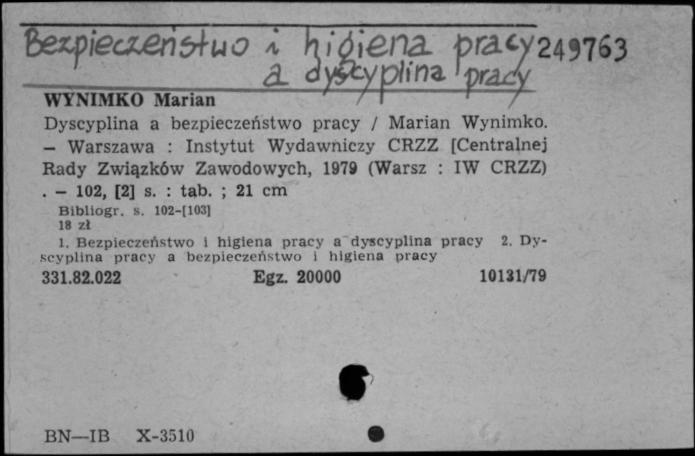 Bezpieczeństwo i higiena pracy 249763
a dyscyplina pracy
WYNIMKO Marian
Dyscyplina a bezpieczeństwo pracy / Marian Wynimko.
— Warszawa : Instytut Wydawniczy CRZZ [Centralnej
Rady Związków Zawodowych, 1979 (Warsz : IW CRZZ)
. — 102, [2] s. : tab. ; 21 cm
Bibliogr. s. 102-[103]
18 zł
1. Bezpieczeństwo i higiena pracy a dyscyplina pracy 2. Dy-
scyplina pracy a bezpieczeństwo i higiena pracy
331.82.022 Egz. 20000 10131/79
BN—IB X-3510